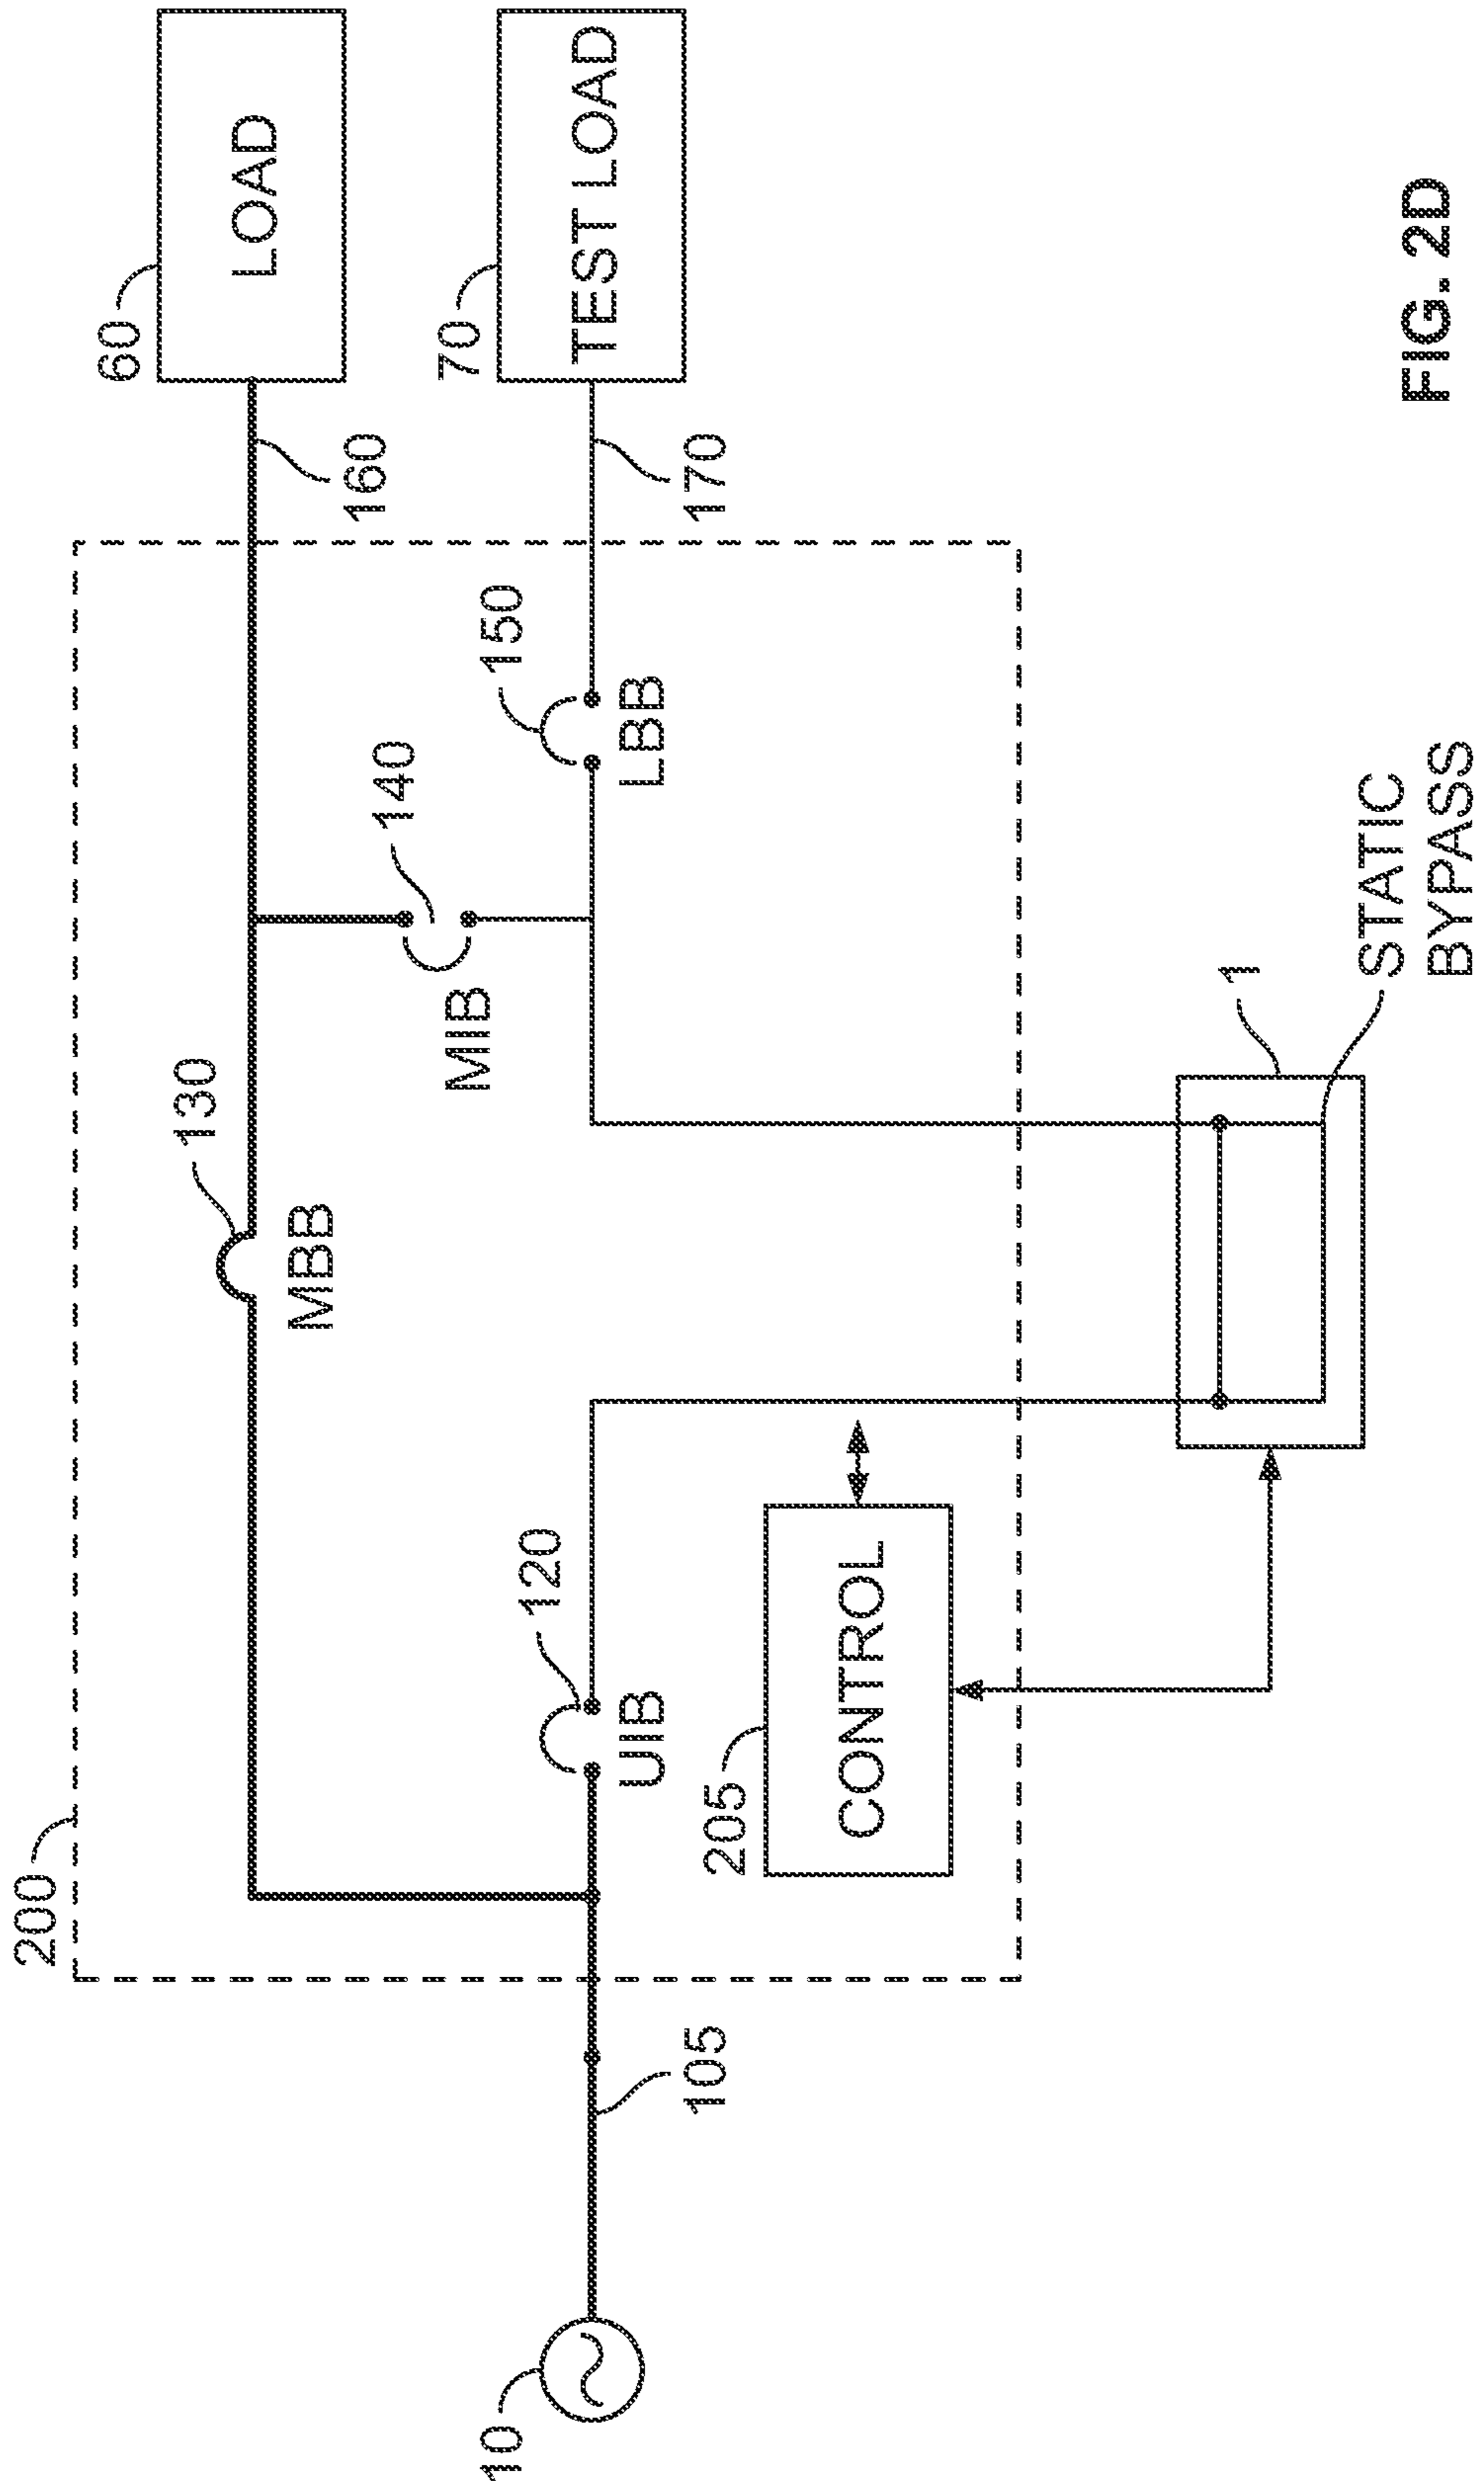 200
130
MBB
60
LOAD
160
140
MIB
10
105
120
UIB
150
LBB
70
TEST LOAD
170
205
CONTROL
1
STATIC
BYPASS
FIG. 2D